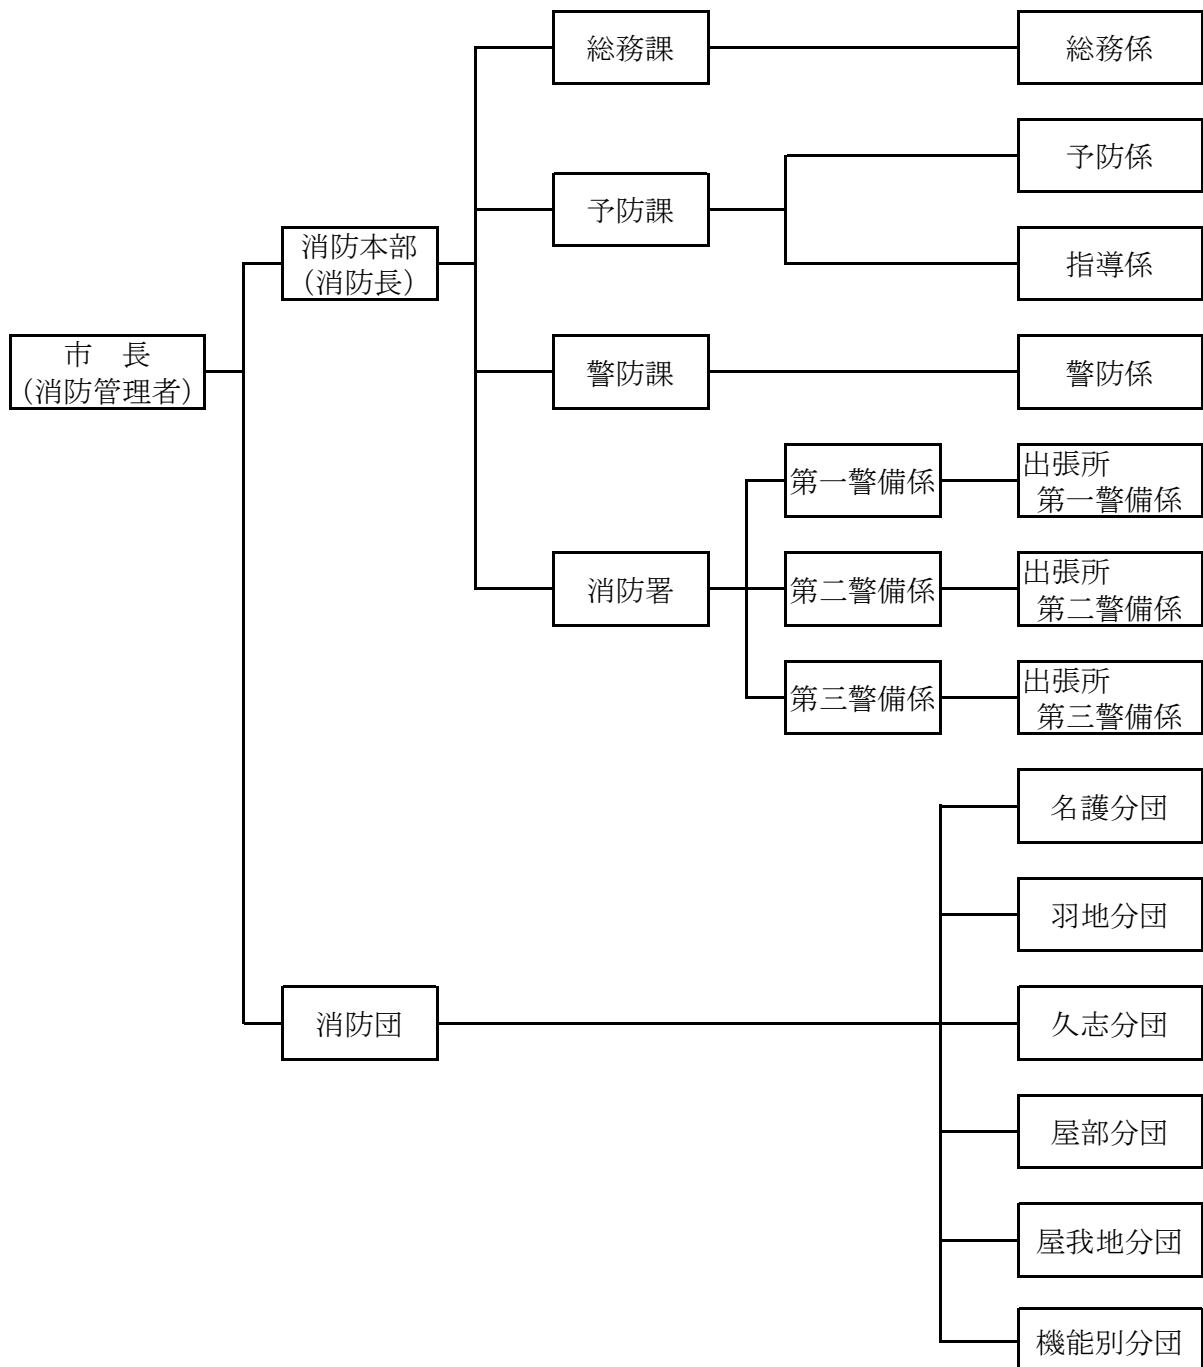 総務課
総務係
予防係
予防課
指導係
消防本部
（消防長）
市　長
（消防管理者）
警防課
警防係
第一警備係
出張所
第一警備係
消防署
第二警備係
出張所
第二警備係
第三警備係
出張所
第三警備係
名護分団
羽地分団
消防団
久志分団
屋部分団
屋我地分団
機能別分団